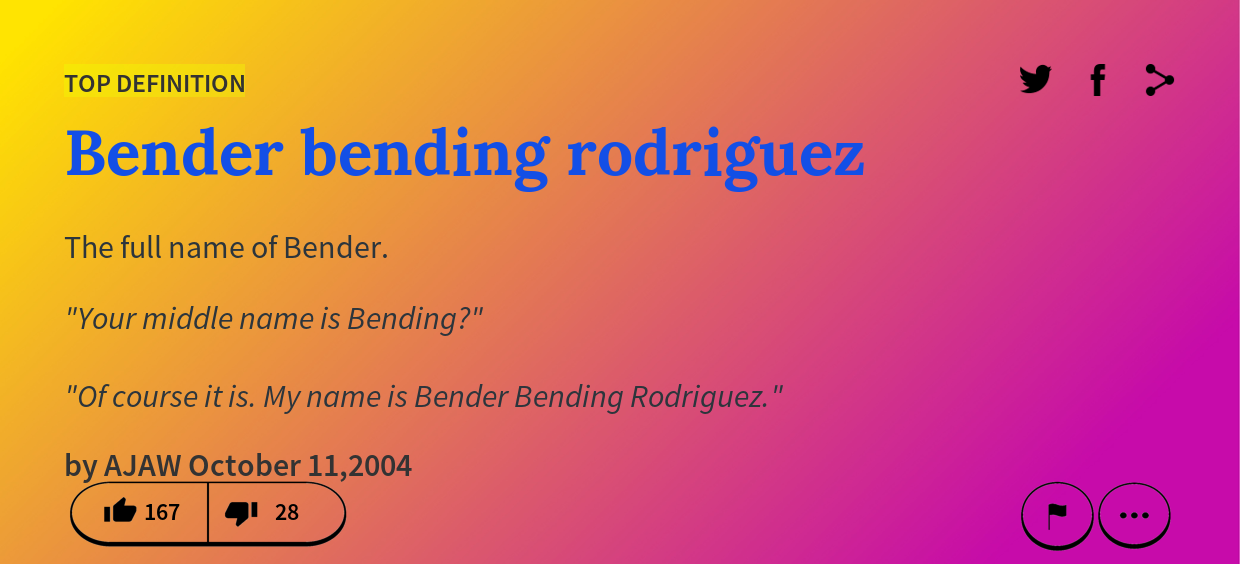 TOP DEFINITION
Bender bending rodriguez
The full name of Bender.
"Your middle name is Bending?"
"Of course it is. My name is Bender Bending Rodriguez."
by AJAW October 11,2004
167 28